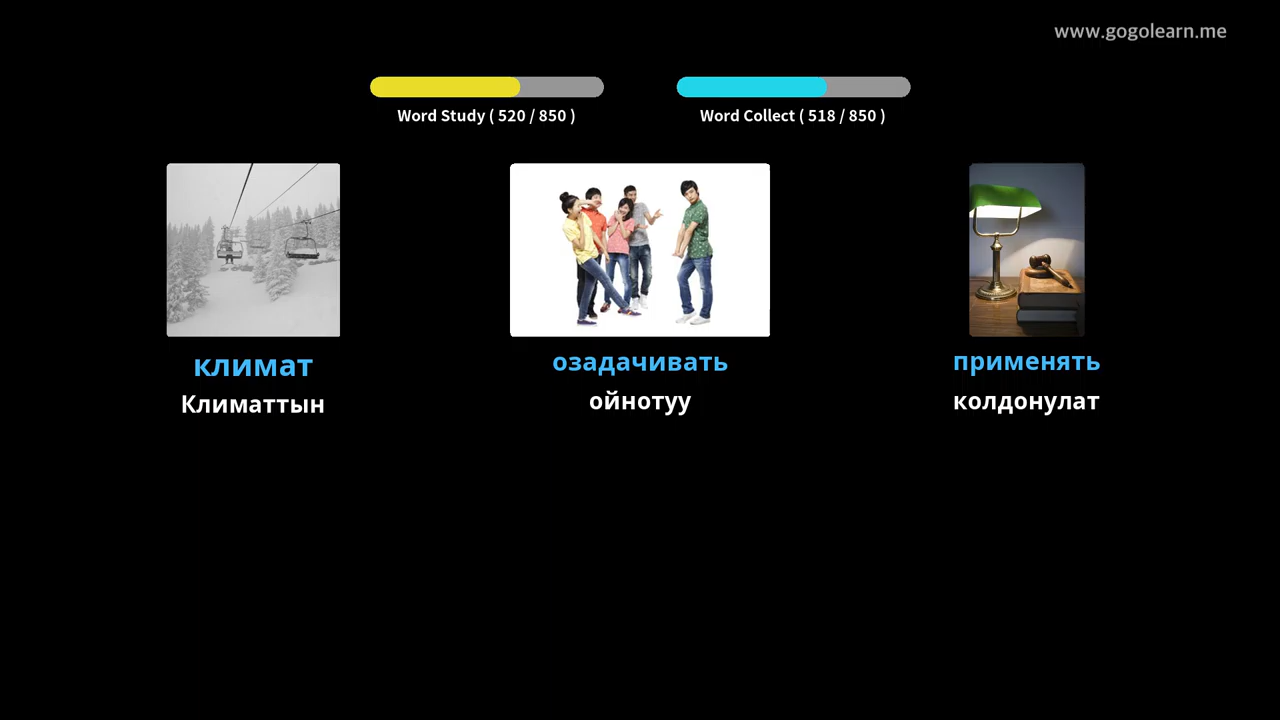 www.gogolearn.me
Word Study ( 520 / 850 )
Word Collect ( 518 / 850 )
климат
Климаттын
озадачивать
ойнотуу
применять
колдонулат